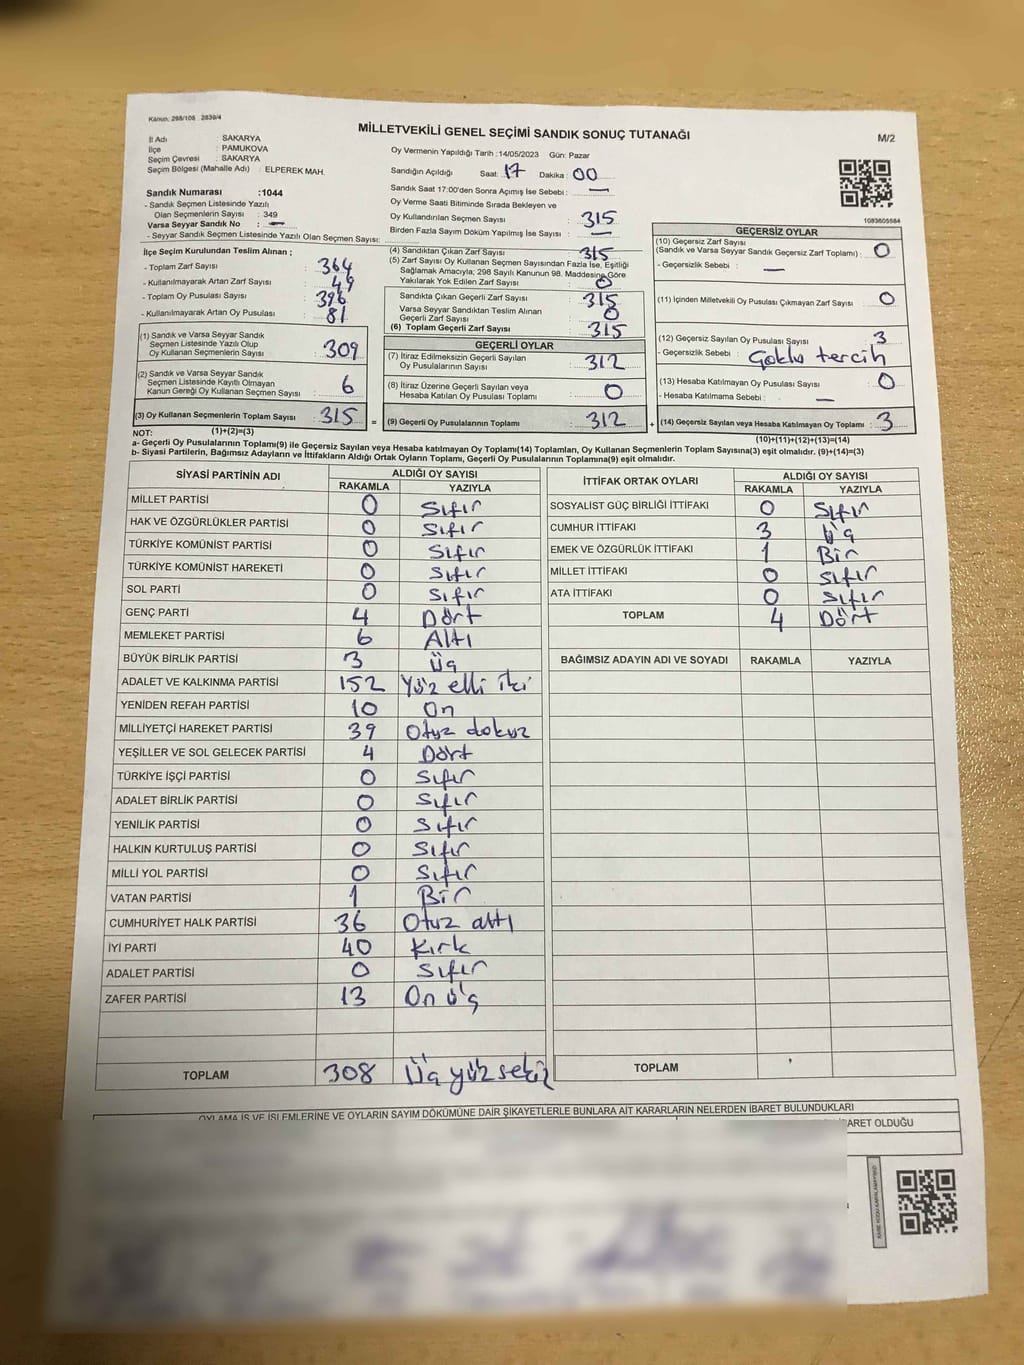 Kanun: 298/106 2839/4
MİLLETVEKİLİ GENEL SEÇİMİ SANDIK SONUÇ TUTANAĞI
M/2
İl Adı : SAKARYA
İlçe : PAMUKOVA
Seçim Çevresi : SAKARYA
Seçim Bölgesi (Mahalle Adı) : ELPEREK MAH.
Sandık Numarası :1044
- Sandık Seçmen Listesinde Yazılı
Olan Seçmenlerin Sayısı : 349
Varsa Seyyar Sandık No : —
- Seyyar Sandık Seçmen Listesinde Yazılı Olan Seçmen Sayısı:
Oy Vermenin Yapıldığı Tarih :14/05/2023 Gün: Pazar
Sandığın Açıldığı Saat: 17 Dakika: 00
Sandık Saat 17:00'den Sonra Açımış İse Sebebi : —
Oy Verme Saati Bitiminde Sırada Bekleyen ve
Oy Kullandırılan Seçmen Sayısı : 315
Birden Fazla Sayım Döküm Yapılmış İse Sayısı : —
1083605584
İlçe Seçim Kurulundan Teslim Alınan ;
- Toplam Zarf Sayısı : 364
- Kullanılmayarak Artan Zarf Sayısı : 49
- Toplam Oy Pusulası Sayısı : 396
- Kullanılmayarak Artan Oy Pusulası : 81
(1) Sandık ve Varsa Seyyar Sandık
Seçmen Listesinde Yazılı Olup
Oy Kullanan Seçmenlerin Sayısı : 309
(2) Sandık ve Varsa Seyyar Sandık
Seçmen Listesinde Kayıtlı Olmayan
Kanun Gereği Oy Kullanan Seçmen Sayısı : 6
(3) Oy Kullanan Seçmenlerin Toplam Sayısı : 315 =
(4) Sandıktan Çıkan Zarf Sayısı : 315
(5) Zarf Sayısı Oy Kullanan Seçmen Sayısından Fazla İse, Eşitliği
Sağlamak Amacıyla; 298 Sayılı Kanunun 98. Maddesine Göre
Yakılarak Yok Edilen Zarf Sayısı : 0
Sandıkta Çıkan Geçerli Zarf Sayısı : 315
Varsa Seyyar Sandıktan Teslim Alınan
Geçerli Zarf Sayısı : 0
(6) Toplam Geçerli Zarf Sayısı : 315
GEÇERLİ OYLAR
(7) İtiraz Edilmeksizin Geçerli Sayılan
Oy Pusulalarının Sayısı : 312
(8) İtiraz Üzerine Geçerli Sayılan veya
Hesaba Katılan Oy Pusulası Toplamı : 0
(9) Geçerli Oy Pusulalarının Toplamı : 312 +
GEÇERSİZ OYLAR
(10) Geçersiz Zarf Sayısı
(Sandık ve Varsa Seyyar Sandık Geçersiz Zarf Toplamı) : 0
- Geçersizlik Sebebi : —
(11) İçinden Milletvekili Oy Pusulası Çıkmayan Zarf Sayısı : 0
(12) Geçersiz Sayılan Oy Pusulası Sayısı : 3
- Geçersizlik Sebebi : Çoklu tercih
(13) Hesaba Katılmayan Oy Pusulası Sayısı : 0
- Hesaba Katılmama Sebebi : —
(14) Geçersiz Sayılan veya Hesaba Katılmayan Oy Toplamı : 3
NOT: (1)+(2)=(3)
(10)+(11)+(12)+(13)=(14)
a- Geçerli Oy Pusulalarının Toplamı(9) ile Geçersiz Sayılan veya Hesaba katılmayan Oy Toplamı(14) Toplamları, Oy Kullanan Seçmenlerin Toplam Sayısına(3) eşit olmalıdır. (9)+(14)=(3)
b- Siyasi Partilerin, Bağımsız Adayların ve İttifakların Aldığı Ortak Oyların Toplamı, Geçerli Oy Pusulalarının Toplamına(9) eşit olmalıdır.
SİYASİ PARTİNİN ADI ALDIĞI OY SAYISI
RAKAMLA YAZIYLA
MİLLET PARTİSİ 0 Sıfır
HAK VE ÖZGÜRLÜKLER PARTİSİ 0 Sıfır
TÜRKİYE KOMÜNİST PARTİSİ 0 Sıfır
TÜRKİYE KOMÜNİST HAREKETİ 0 Sıfır
SOL PARTİ 0 Sıfır
GENÇ PARTİ 4 Dört
MEMLEKET PARTİSİ 6 Altı
BÜYÜK BİRLİK PARTİSİ 3 Üç
ADALET VE KALKINMA PARTİSİ 152 Yüz elli iki
YENİDEN REFAH PARTİSİ 10 On
MİLLİYETÇİ HAREKET PARTİSİ 39 Otuz dokuz
YEŞİLLER VE SOL GELECEK PARTİSİ 4 Dört
TÜRKİYE İŞÇİ PARTİSİ 0 Sıfır
ADALET BİRLİK PARTİSİ 0 Sıfır
YENİLİK PARTİSİ 0 Sıfır
HALKIN KURTULUŞ PARTİSİ 0 Sıfır
MİLLİ YOL PARTİSİ 0 Sıfır
VATAN PARTİSİ 1 Bir
CUMHURİYET HALK PARTİSİ 36 Otuz altı
İYİ PARTİ 40 Kırk
ADALET PARTİSİ 0 Sıfır
ZAFER PARTİSİ 13 On üç
TOPLAM 308 Üç yüz sekiz
İTTİFAK ORTAK OYLARI ALDIĞI OY SAYISI
RAKAMLA YAZIYLA
SOSYALİST GÜÇ BİRLİĞİ İTTİFAKI 0 Sıfır
CUMHUR İTTİFAKI 3 Üç
EMEK VE ÖZGÜRLÜK İTTİFAKI 1 Bir
MİLLET İTTİFAKI 0 Sıfır
ATA İTTİFAKI 0 Sıfır
TOPLAM 4 Dört
BAĞIMSIZ ADAYIN ADI VE SOYADI RAKAMLA YAZIYLA
TOPLAM
OYLAMA İŞ VE İŞLEMLERİNE VE OYLARIN SAYIM DÖKÜMÜNE DAİR ŞİKAYETLERLE BUNLARA AİT KARARLARIN NELERDEN İBARET BULUNDUKLARI
BARET OLDUĞU